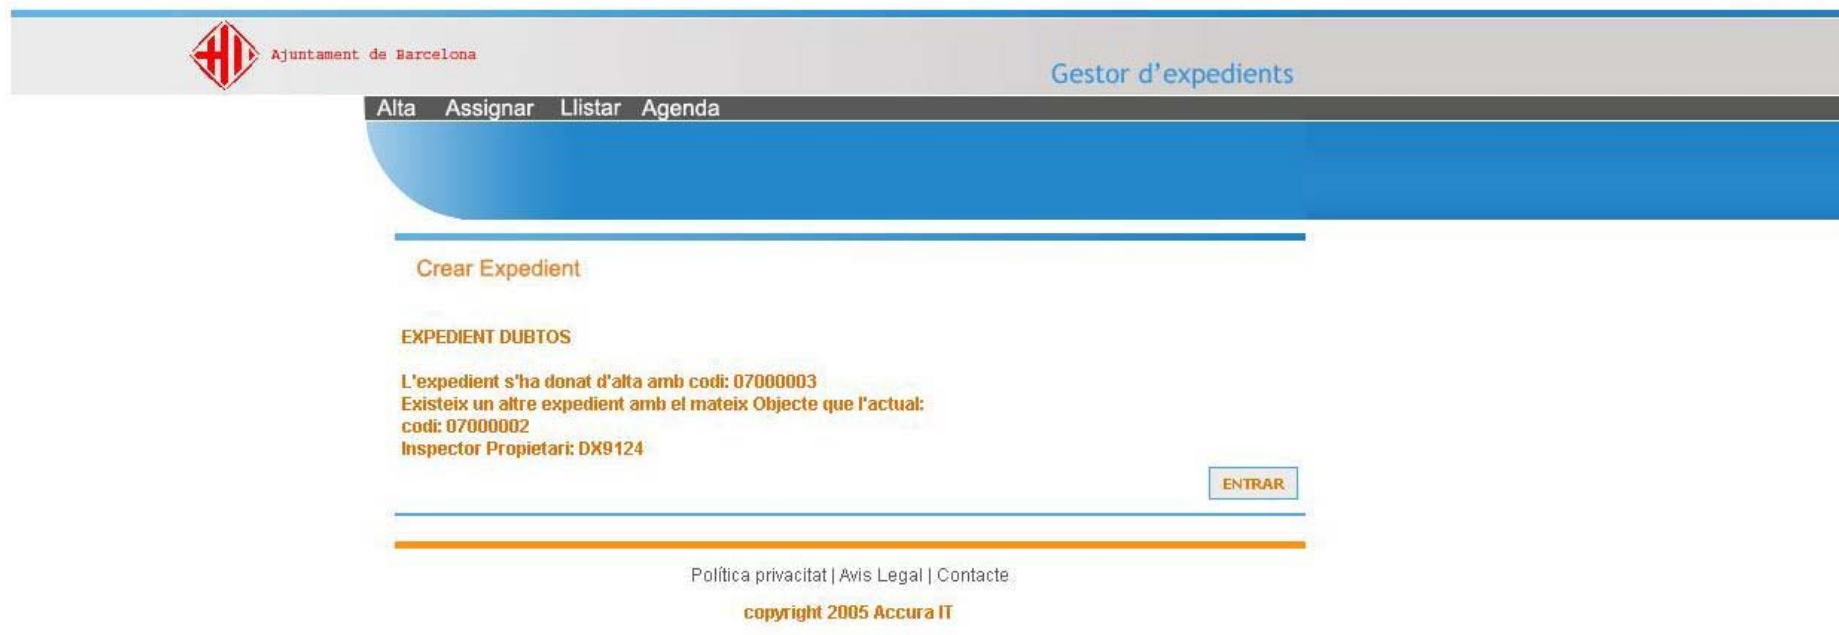 Ajuntament de Barcelona
Gestor d'expedients
Alta Assignar Llistar Agenda
Crear Expedient
EXPEDIENT DUBTOS
L'expedient s'ha donat d'alta amb codi: 07000003
Existeix un altre expedient amb el mateix Objecte que l'actual:
codi: 07000002
Inspector Propietari: DX9124
ENTRAR
Política privacitat | Avis Legal | Contacte
copyright 2005 Accura IT